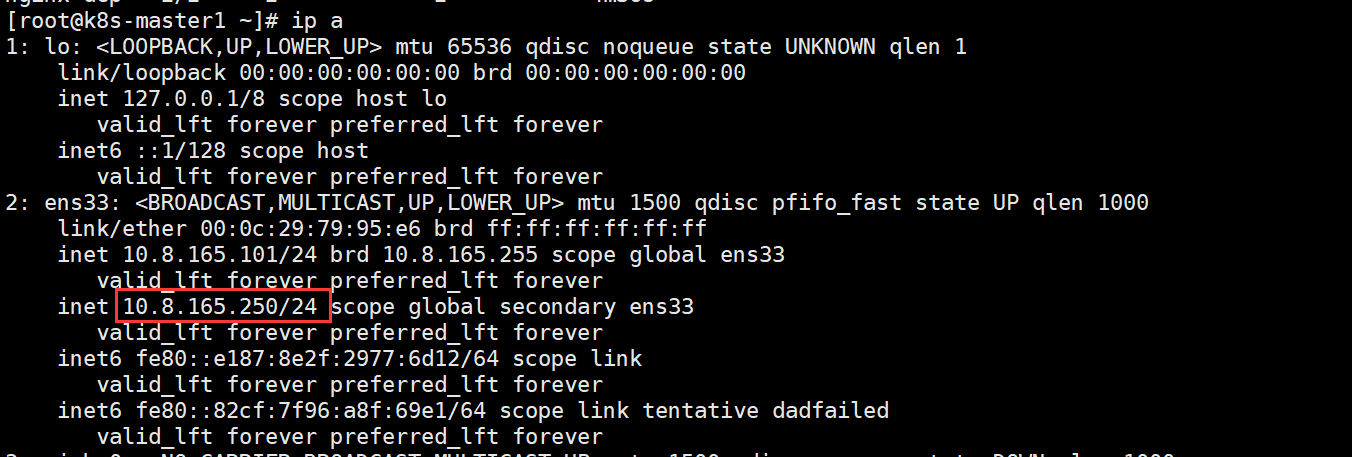 [root@k8s-master1 ~]# ip a
1: lo: <LOOPBACK,UP,LOWER_UP> mtu 65536 qdisc noqueue state UNKNOWN qlen 1
link/loopback 00:00:00:00:00:00 brd 00:00:00:00:00:00
inet 127.0.0.1/8 scope host lo
valid_lft forever preferred_lft forever
inet6 ::1/128 scope host
valid_lft forever preferred_lft forever
2: ens33: <BROADCAST,MULTICAST,UP,LOWER_UP> mtu 1500 qdisc pfifo_fast state UP qlen 1000
link/ether 00:0c:29:79:95:e6 brd ff:ff:ff:ff:ff:ff
inet 10.8.165.101/24 brd 10.8.165.255 scope global ens33
valid_lft forever preferred_lft forever
inet 10.8.165.250/24 scope global secondary ens33
valid_lft forever preferred_lft forever
inet6 fe80::e187:8e2f:2977:6d12/64 scope link
valid_lft forever preferred_lft forever
inet6 fe80::82cf:7f96:a8f:69e1/64 scope link tentative dadfailed
valid_lft forever preferred_lft forever